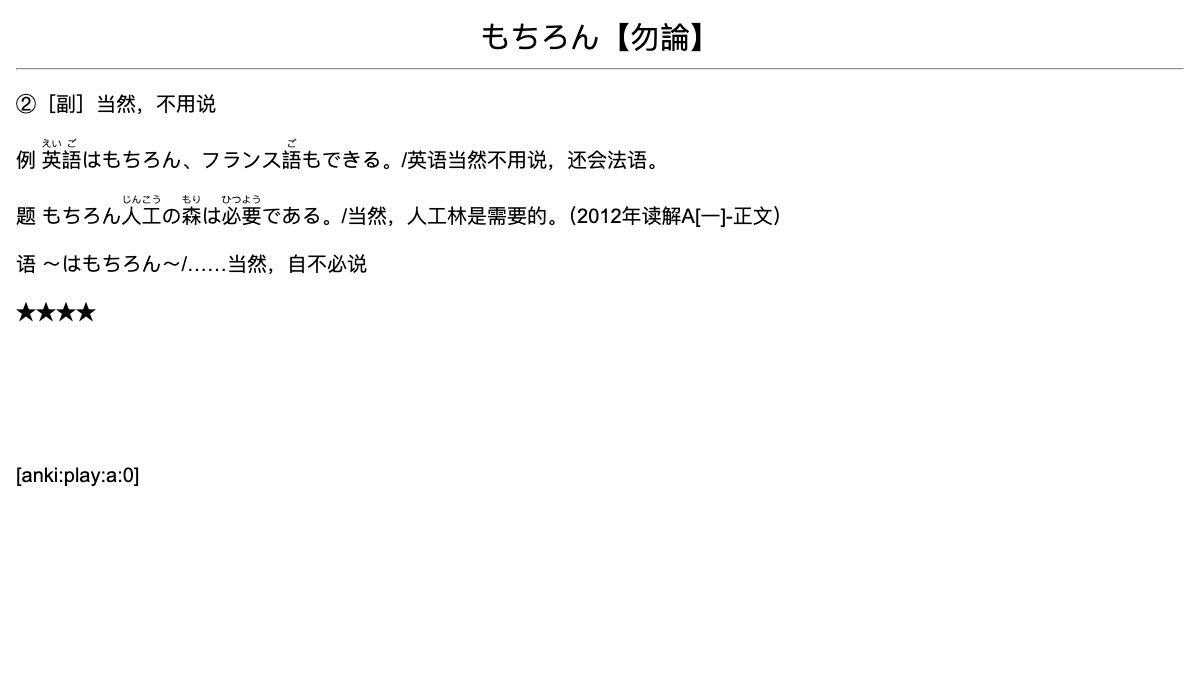 もちろん【勿論】
②［副］当然，不用说
例 英語はもちろん、フランス語もできる。/英语当然不用说，还会法语。
えい ご ご
题 もちろん人工の森は必要である。/当然，人工林是需要的。（2012年读解A[一]-正文）
じんこう もり ひつよう
语 ～はもちろん～/……当然，自不必说
★★★★
[anki:play:a:0]